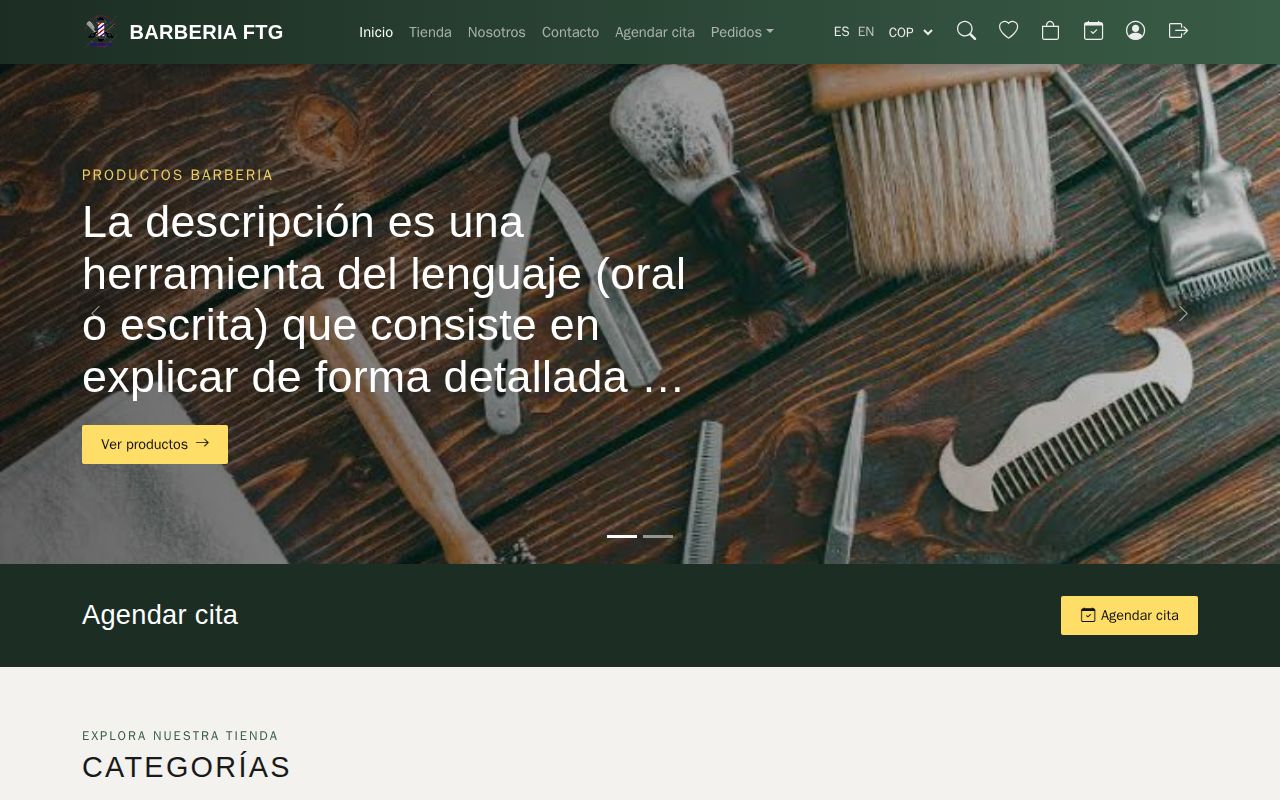 BARBERIA FTG
Inicio Tienda Nosotros Contacto Agendar cita Pedidos
ES EN COP
PRODUCTOS BARBERIA
La descripción es una
herramienta del lenguaje (oral
o escrita) que consiste en
explicar de forma detallada ...
Ver productos
Agendar cita
Agendar cita
EXPLORA NUESTRA TIENDA
CATEGORÍAS